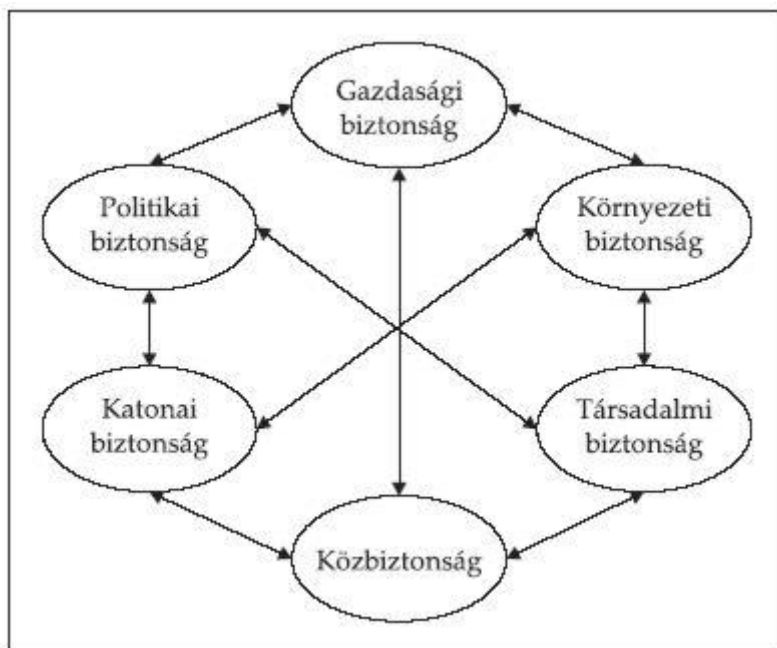 Gazdasági
biztonság
Politikai
biztonság
Környezeti
biztonság
Katonai
biztonság
Társadalmi
biztonság
Közbiztonság